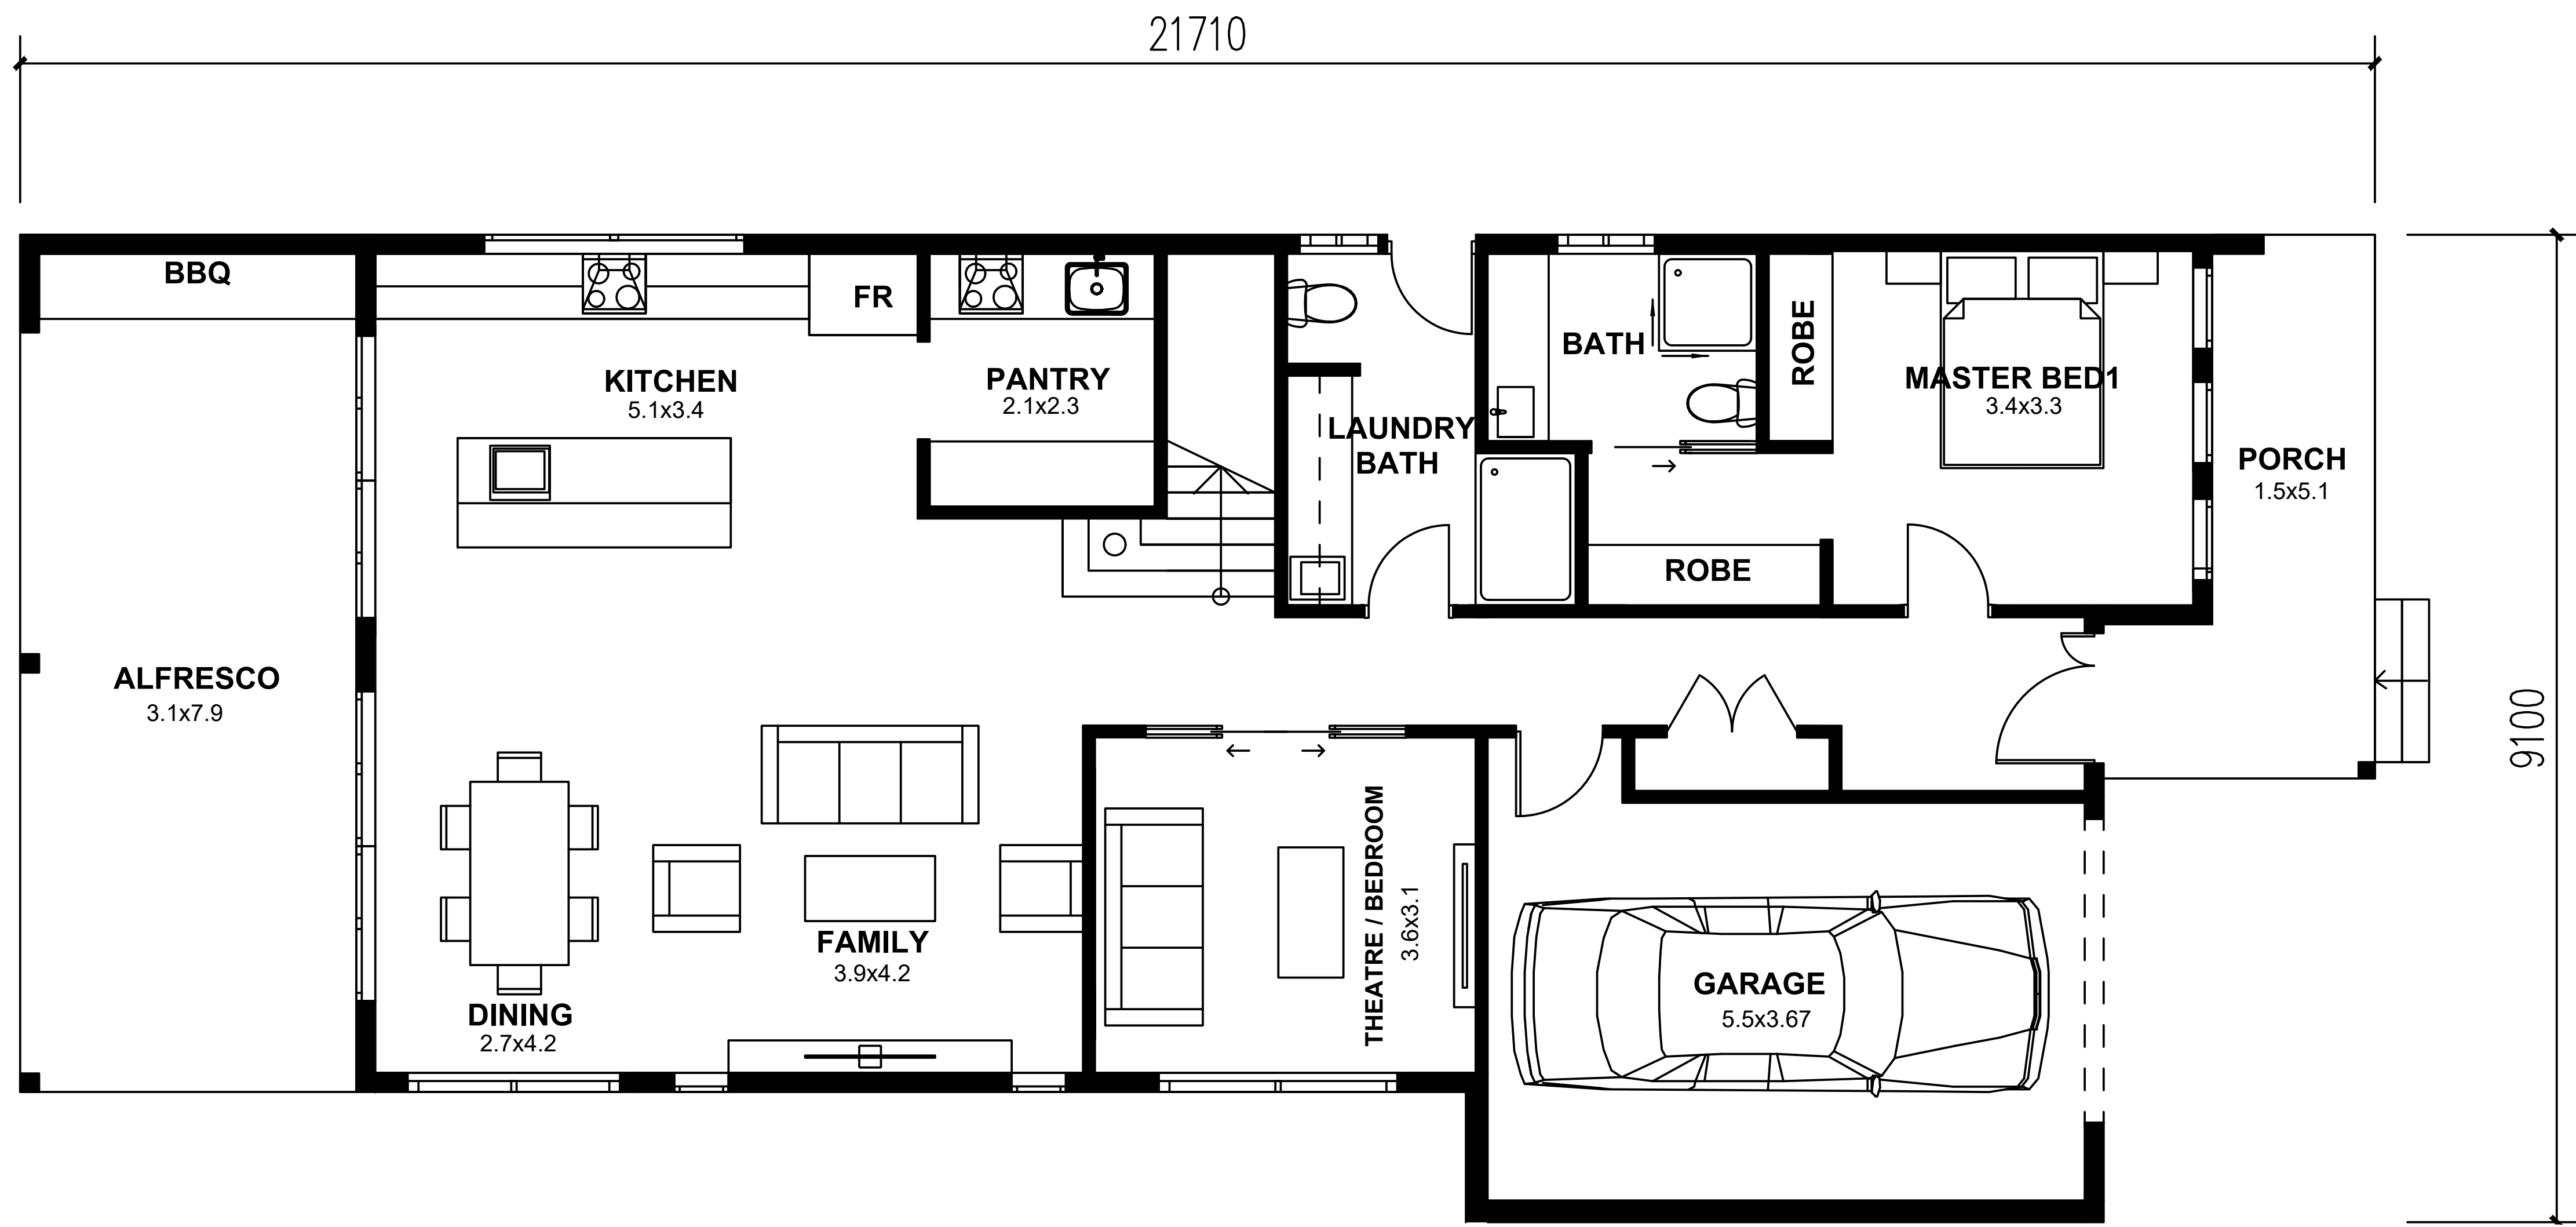 21710
BBQ
FR
KITCHEN
5.1x3.4
PANTRY
2.1x2.3
LAUNDRY
BATH
BATH
ROBE
MASTER BED1
3.4x3.3
PORCH
1.5x5.1
ROBE
ALFRESCO
3.1x7.9
9100
DINING
2.7x4.2
FAMILY
3.9x4.2
THEATRE / BEDROOM
3.6x3.1
GARAGE
5.5x3.67